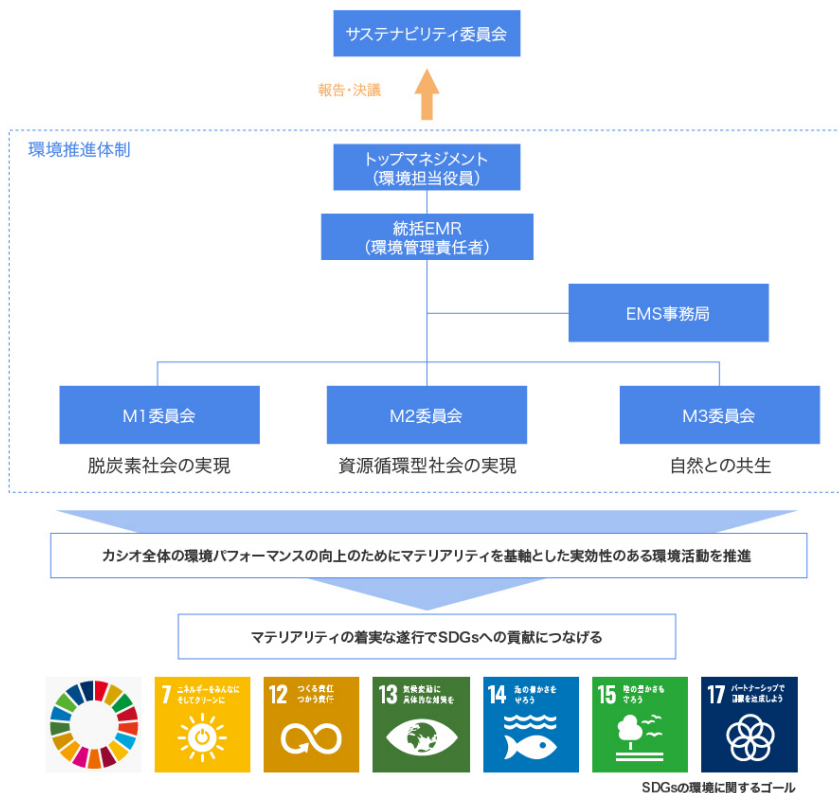 サステナビリティ委員会
報告・決議
環境推進体制
トップマネジメント
(環境担当役員)
統括EMR
(環境管理責任者)
EMS事務局
M1委員会
M2委員会
M3委員会
脱炭素社会の実現
資源循環型社会の実現
自然との共生
カシオ全体の環境パフォーマンスの向上のためにマテリアリティを基軸とした実効性のある環境活動を推進
マテリアリティの着実な遂行でSDGsへの貢献につなげる
7 エネルギーをみんなに
そしてクリーンに
12 つくる責任
つかう責任
13 気候変動に
具体的な対策を
14 海の豊かさを
守ろう
15 陸の豊かさも
守ろう
17 パートナーシップで
目標を達成しよう
SDGsの環境に関するゴール